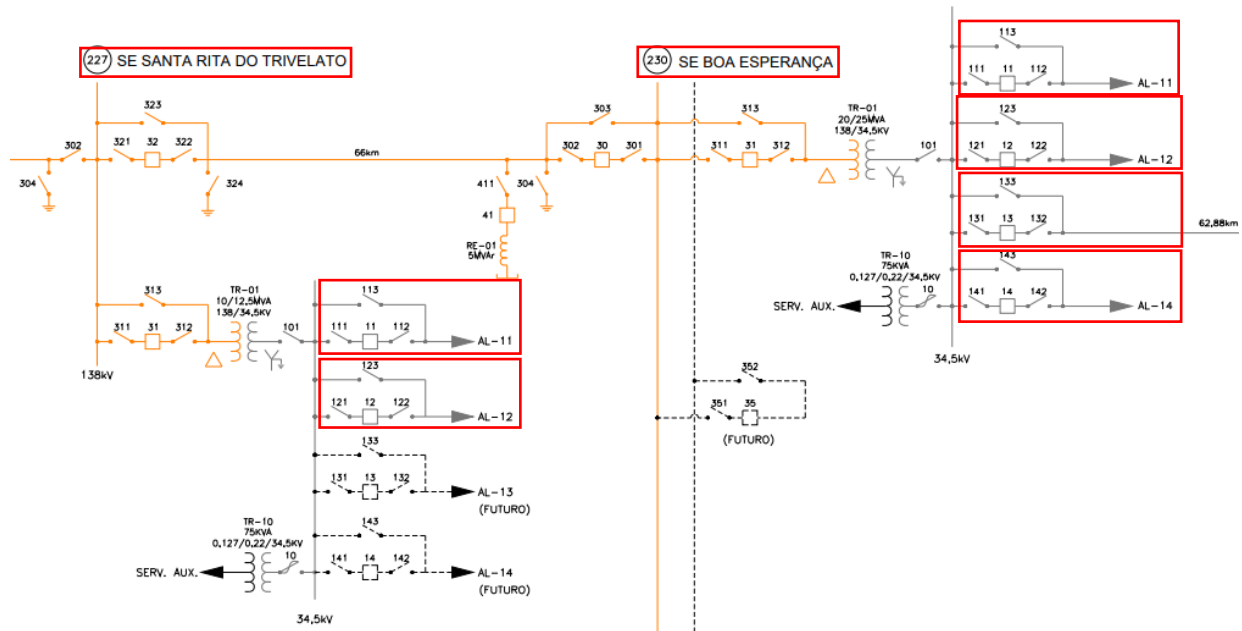 227 SE SANTA RITA DO TRIVELATO
323
302
321 32 322
304
324
66km
313
311 31 312
TR-01
10/12,5MVA
138/34,5KV
101
138kV
113
111 11 112
AL-11
123
121 12 122
AL-12
133
131 13 132
AL-13
(FUTURO)
143
141 14 142
AL-14
(FUTURO)
TR-10
75KVA
0.127/0.22/34.5KV
10
SERV. AUX.
34,5kV
230 SE BOA ESPERANÇA
303
302 30 301
411
304
41
RE-01
5MVAr
313
311 31 312
TR-01
20/25MVA
138/34,5KV
101
113
111 11 112
AL-11
123
121 12 122
AL-12
133
131 13 132
62,88km
143
141 14 142
AL-14
TR-10
75KVA
0.127/0.22/34.5KV
10
SERV. AUX.
34,5kV
352
351 35
(FUTURO)